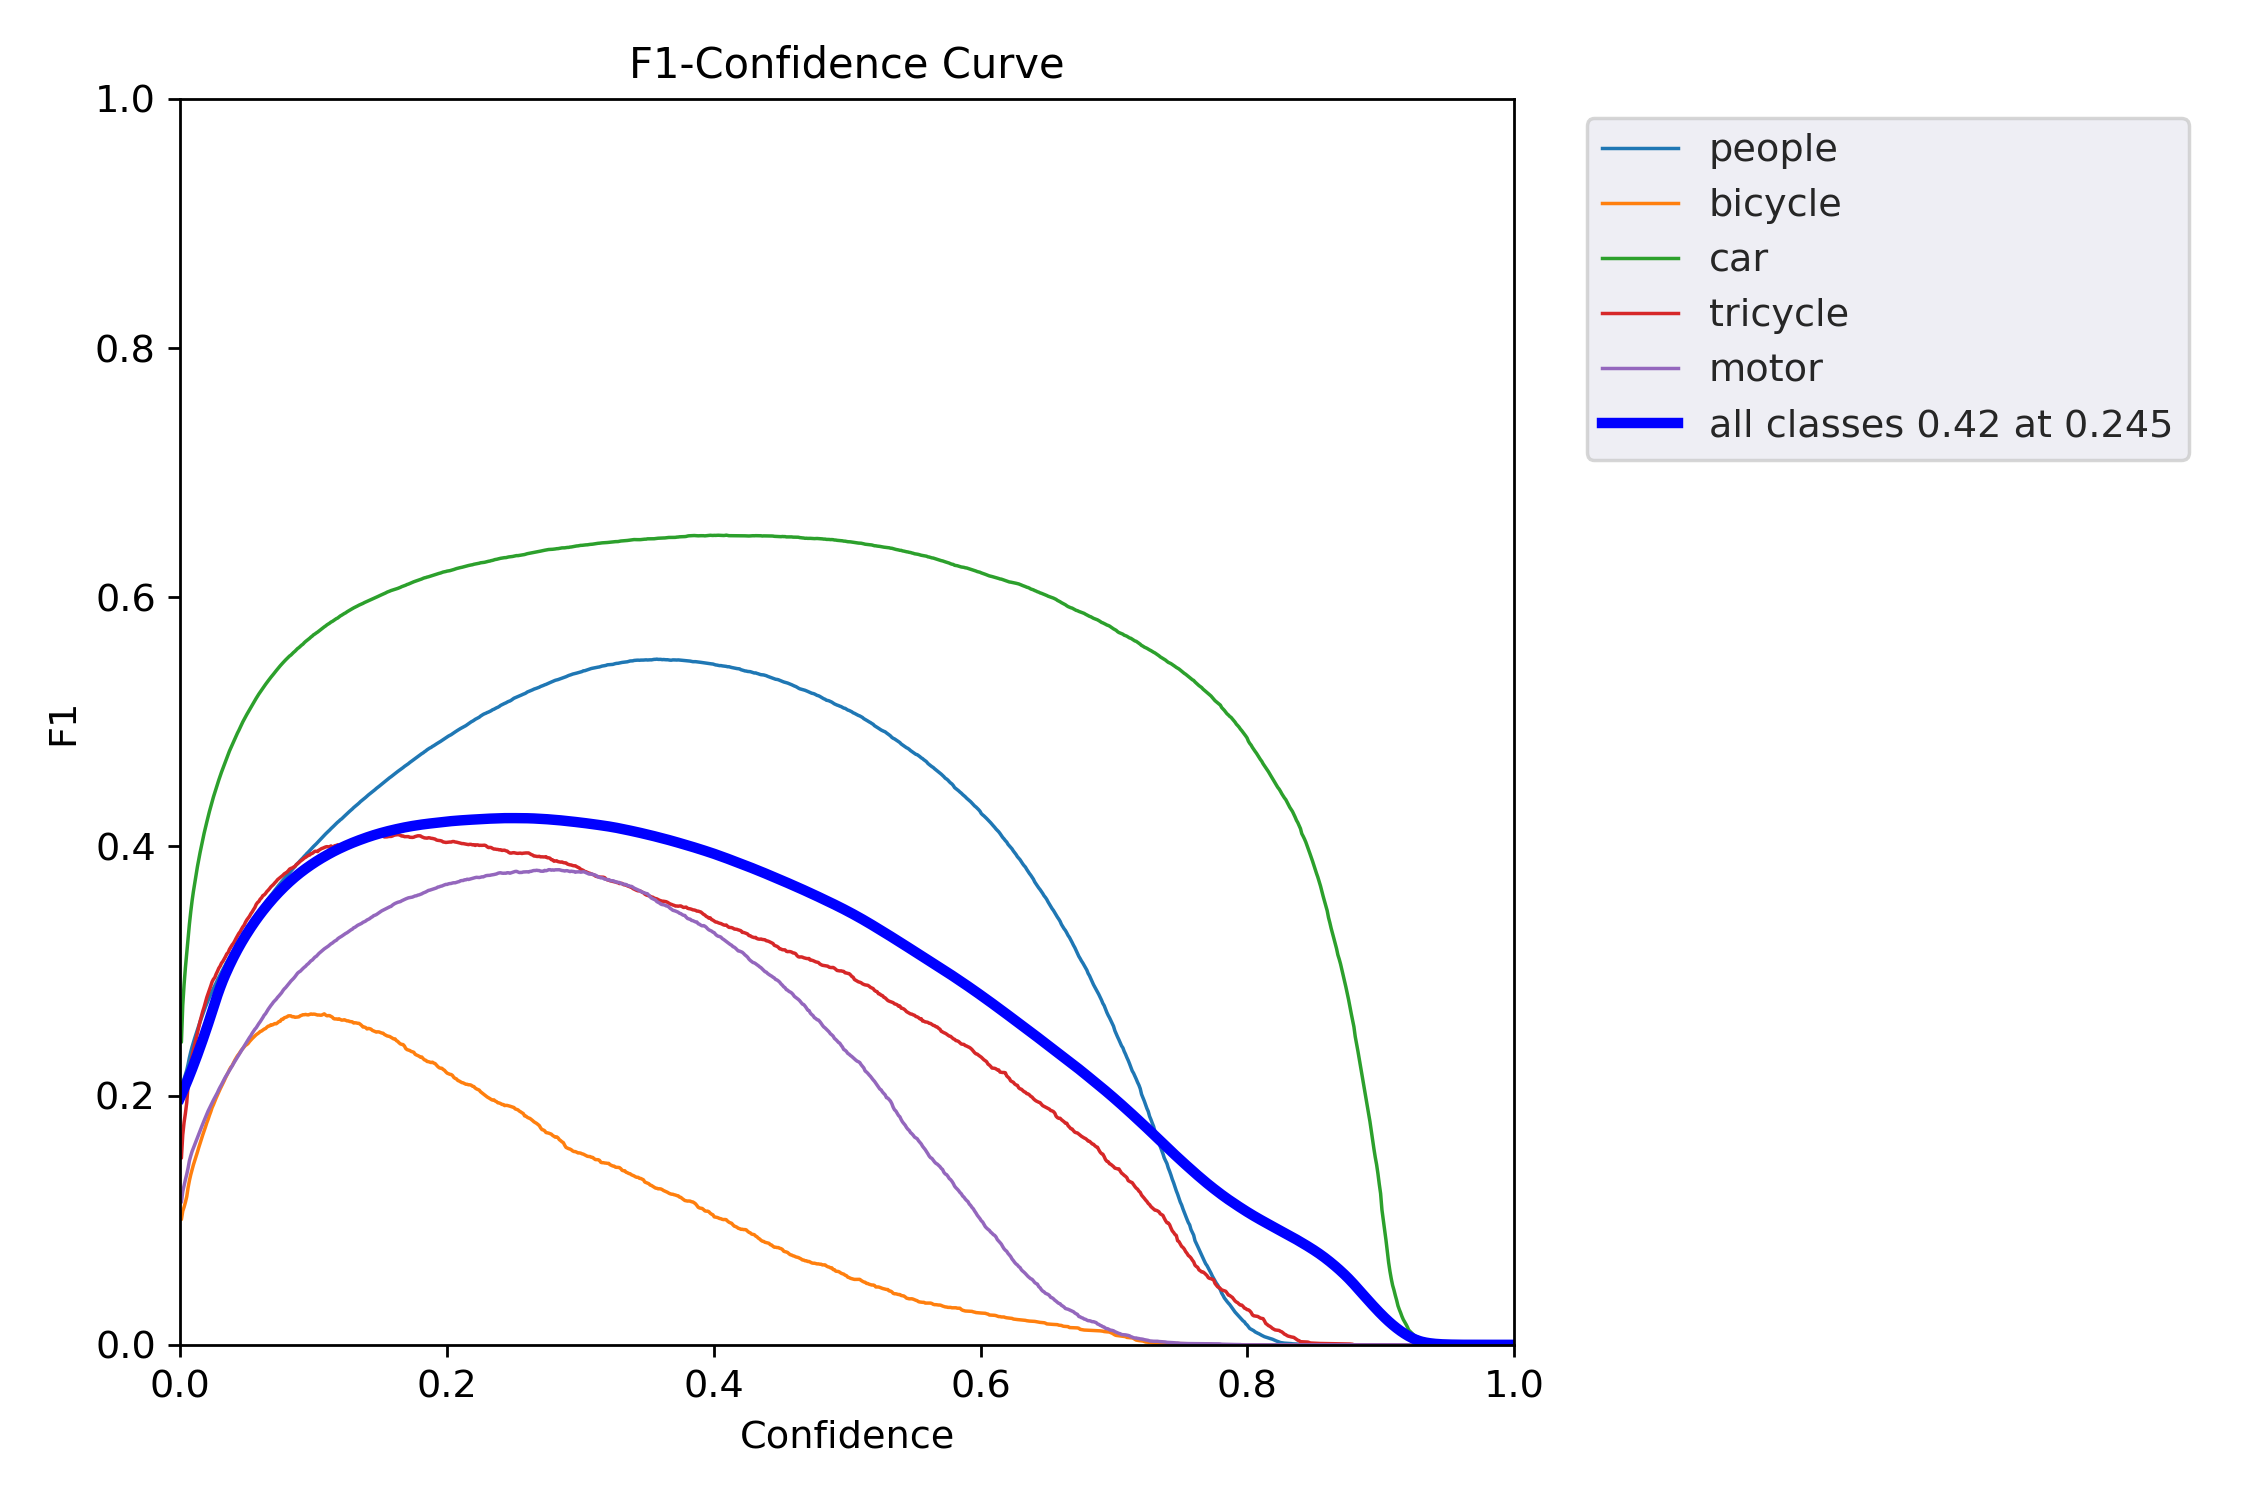 F1-Confidence Curve
1.0
0.8
0.6
0.4
0.2
0.0
F1
0.0 0.2 0.4 0.6 0.8 1.0
Confidence
people
bicycle
car
tricycle
motor
all classes 0.42 at 0.245